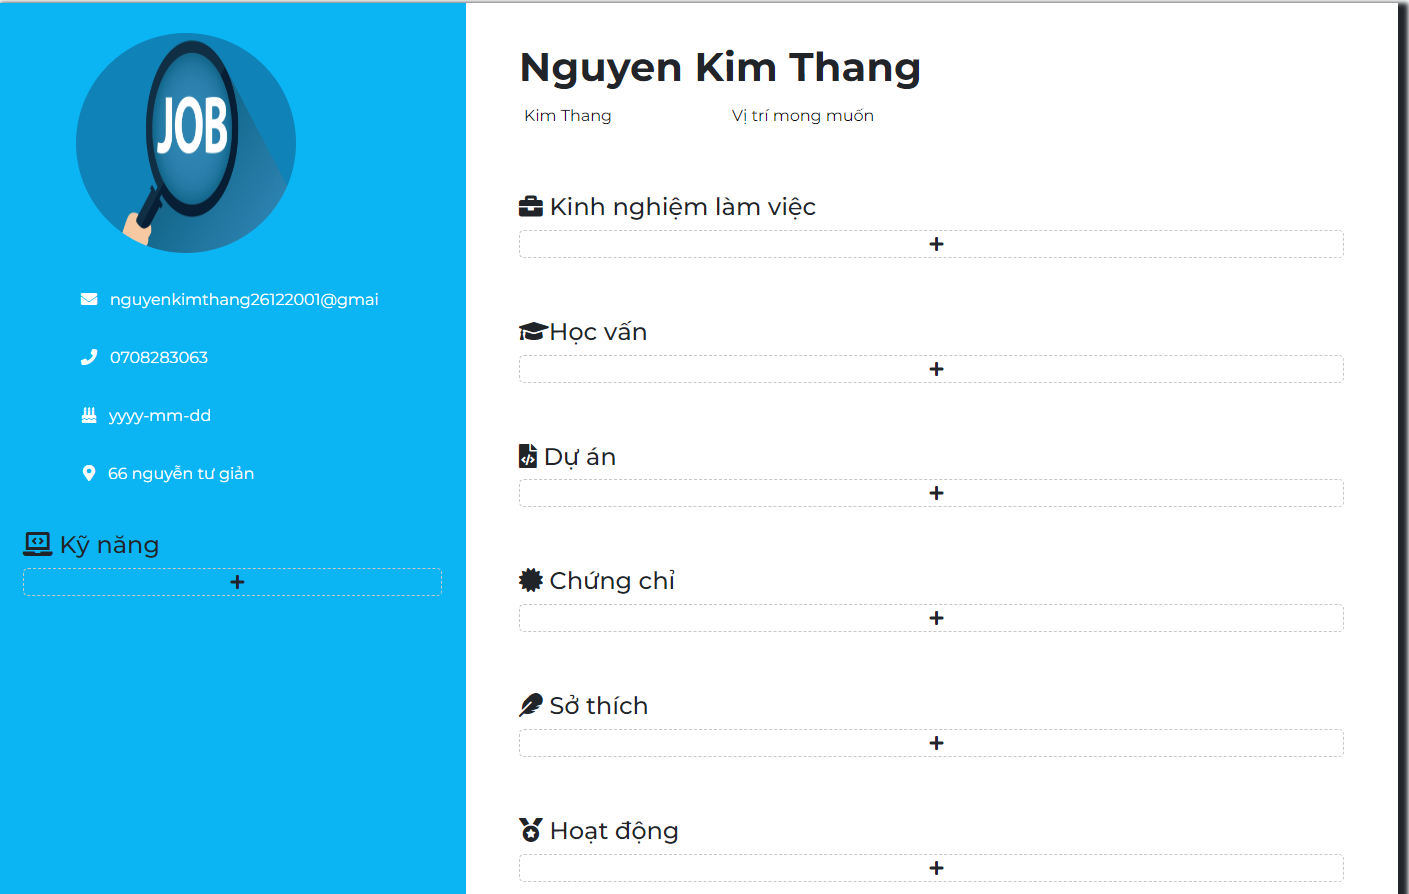 JOB
nguyenkimthang26122001@gmai
0708283063
yyyy-mm-dd
66 nguyễn tư giản
Kỹ năng
Nguyen Kim Thang
Kim Thang
Vị trí mong muốn
Kinh nghiệm làm việc
Học vấn
Dự án
Chứng chỉ
Sở thích
Hoạt động